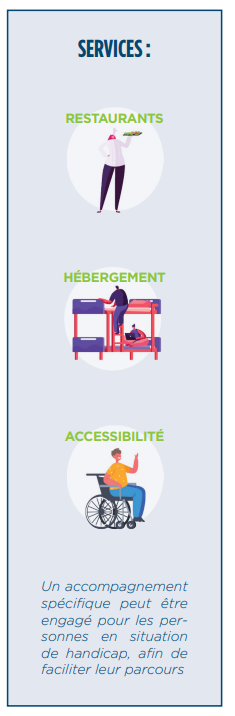 SERVICES :
RESTAURANTS
HÉBERGEMENT
ACCESSIBILITÉ
Un accompagnement
spécifique peut être
engagé pour les per-
sonnes en situation
de handicap, afin de
faciliter leur parcours